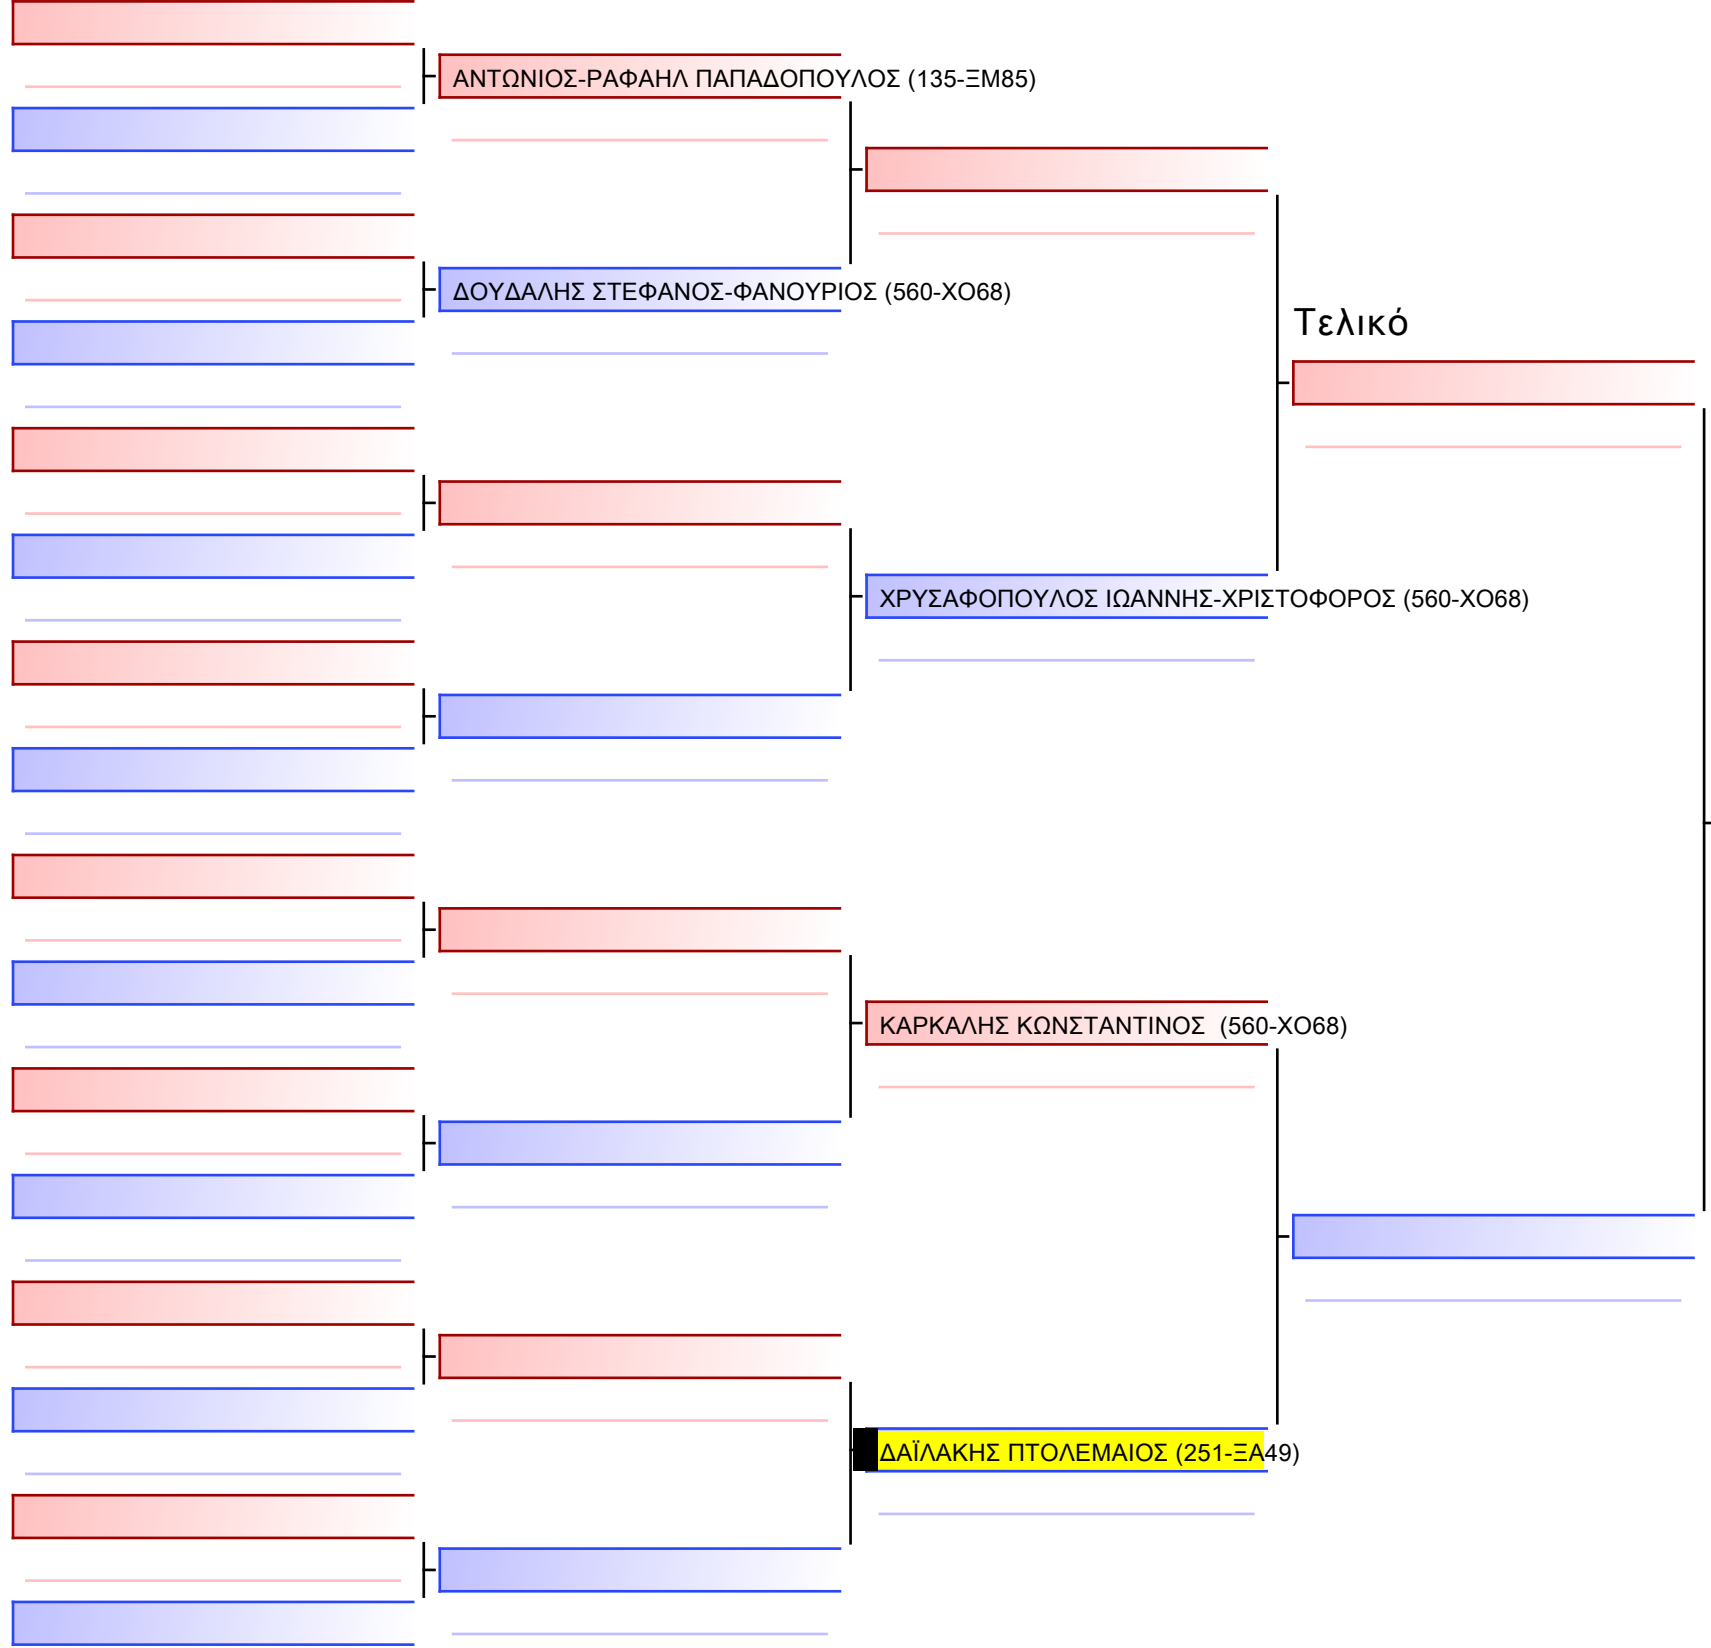 ΑΝΤΩΝΙΟΣ-ΡΑΦΑΗΛ ΠΑΠΑΔΟΠΟΥΛΟΣ (135-ΞΜ85)
ΔΟΥΔΑΛΗΣ ΣΤΕΦΑΝΟΣ-ΦΑΝΟΥΡΙΟΣ (560-ΧΟ68)
Τελικό
ΧΡΥΣΑΦΟΠΟΥΛΟΣ ΙΩΑΝΝΗΣ-ΧΡΙΣΤΟΦΟΡΟΣ (560-ΧΟ68)
ΚΑΡΚΑΛΗΣ ΚΩΝΣΤΑΝΤΙΝΟΣ (560-ΧΟ68)
ΔΑΪΛΑΚΗΣ ΠΤΟΛΕΜΑΙΟΣ (251-ΞΑ49)